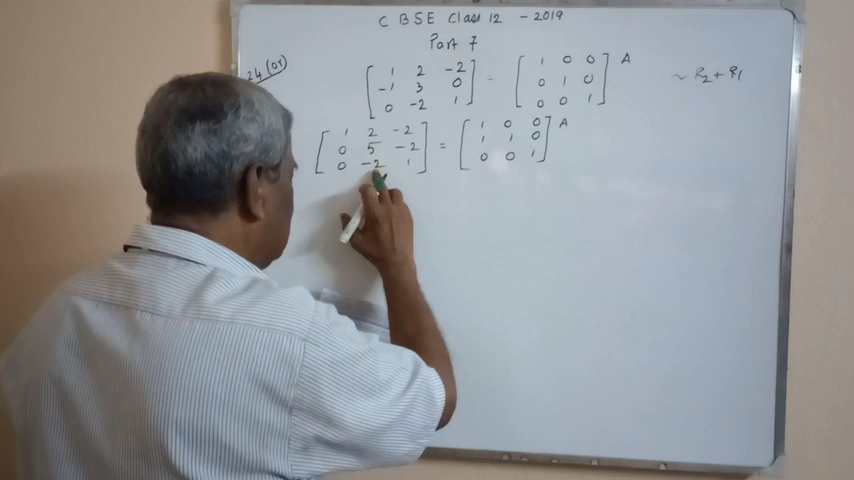 CBSE Class 12 - 2019
Part 7
24 (OR)
[ 1 2 -2 ] = [ 1 0 0 ] A ~ R2 + R1
[ -1 3 0 ] [ 0 1 0 ]
[ 0 -2 1 ] [ 0 0 1 ]
[ 1 2 -2 ] = [ 1 0 0 ] A
[ 0 5 -2 ] [ 1 1 0 ]
[ 0 -2 1 ] [ 0 0 1 ]